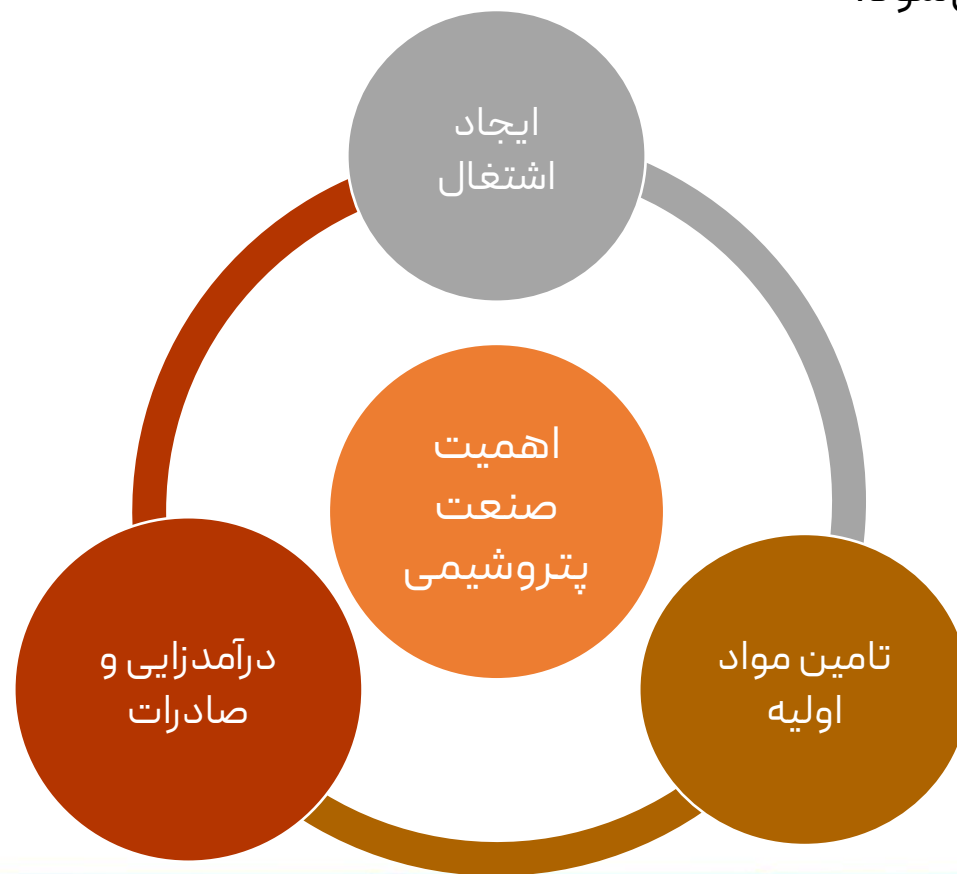 ایجاد
اشتغال
اهمیت
صنعت
پتروشیمی
تامین مواد
اولیه
درآمدزایی و
صادرات